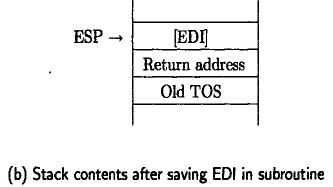 ESP → [EDI]
Return address
Old TOS
(b) Stack contents after saving EDI in subroutine